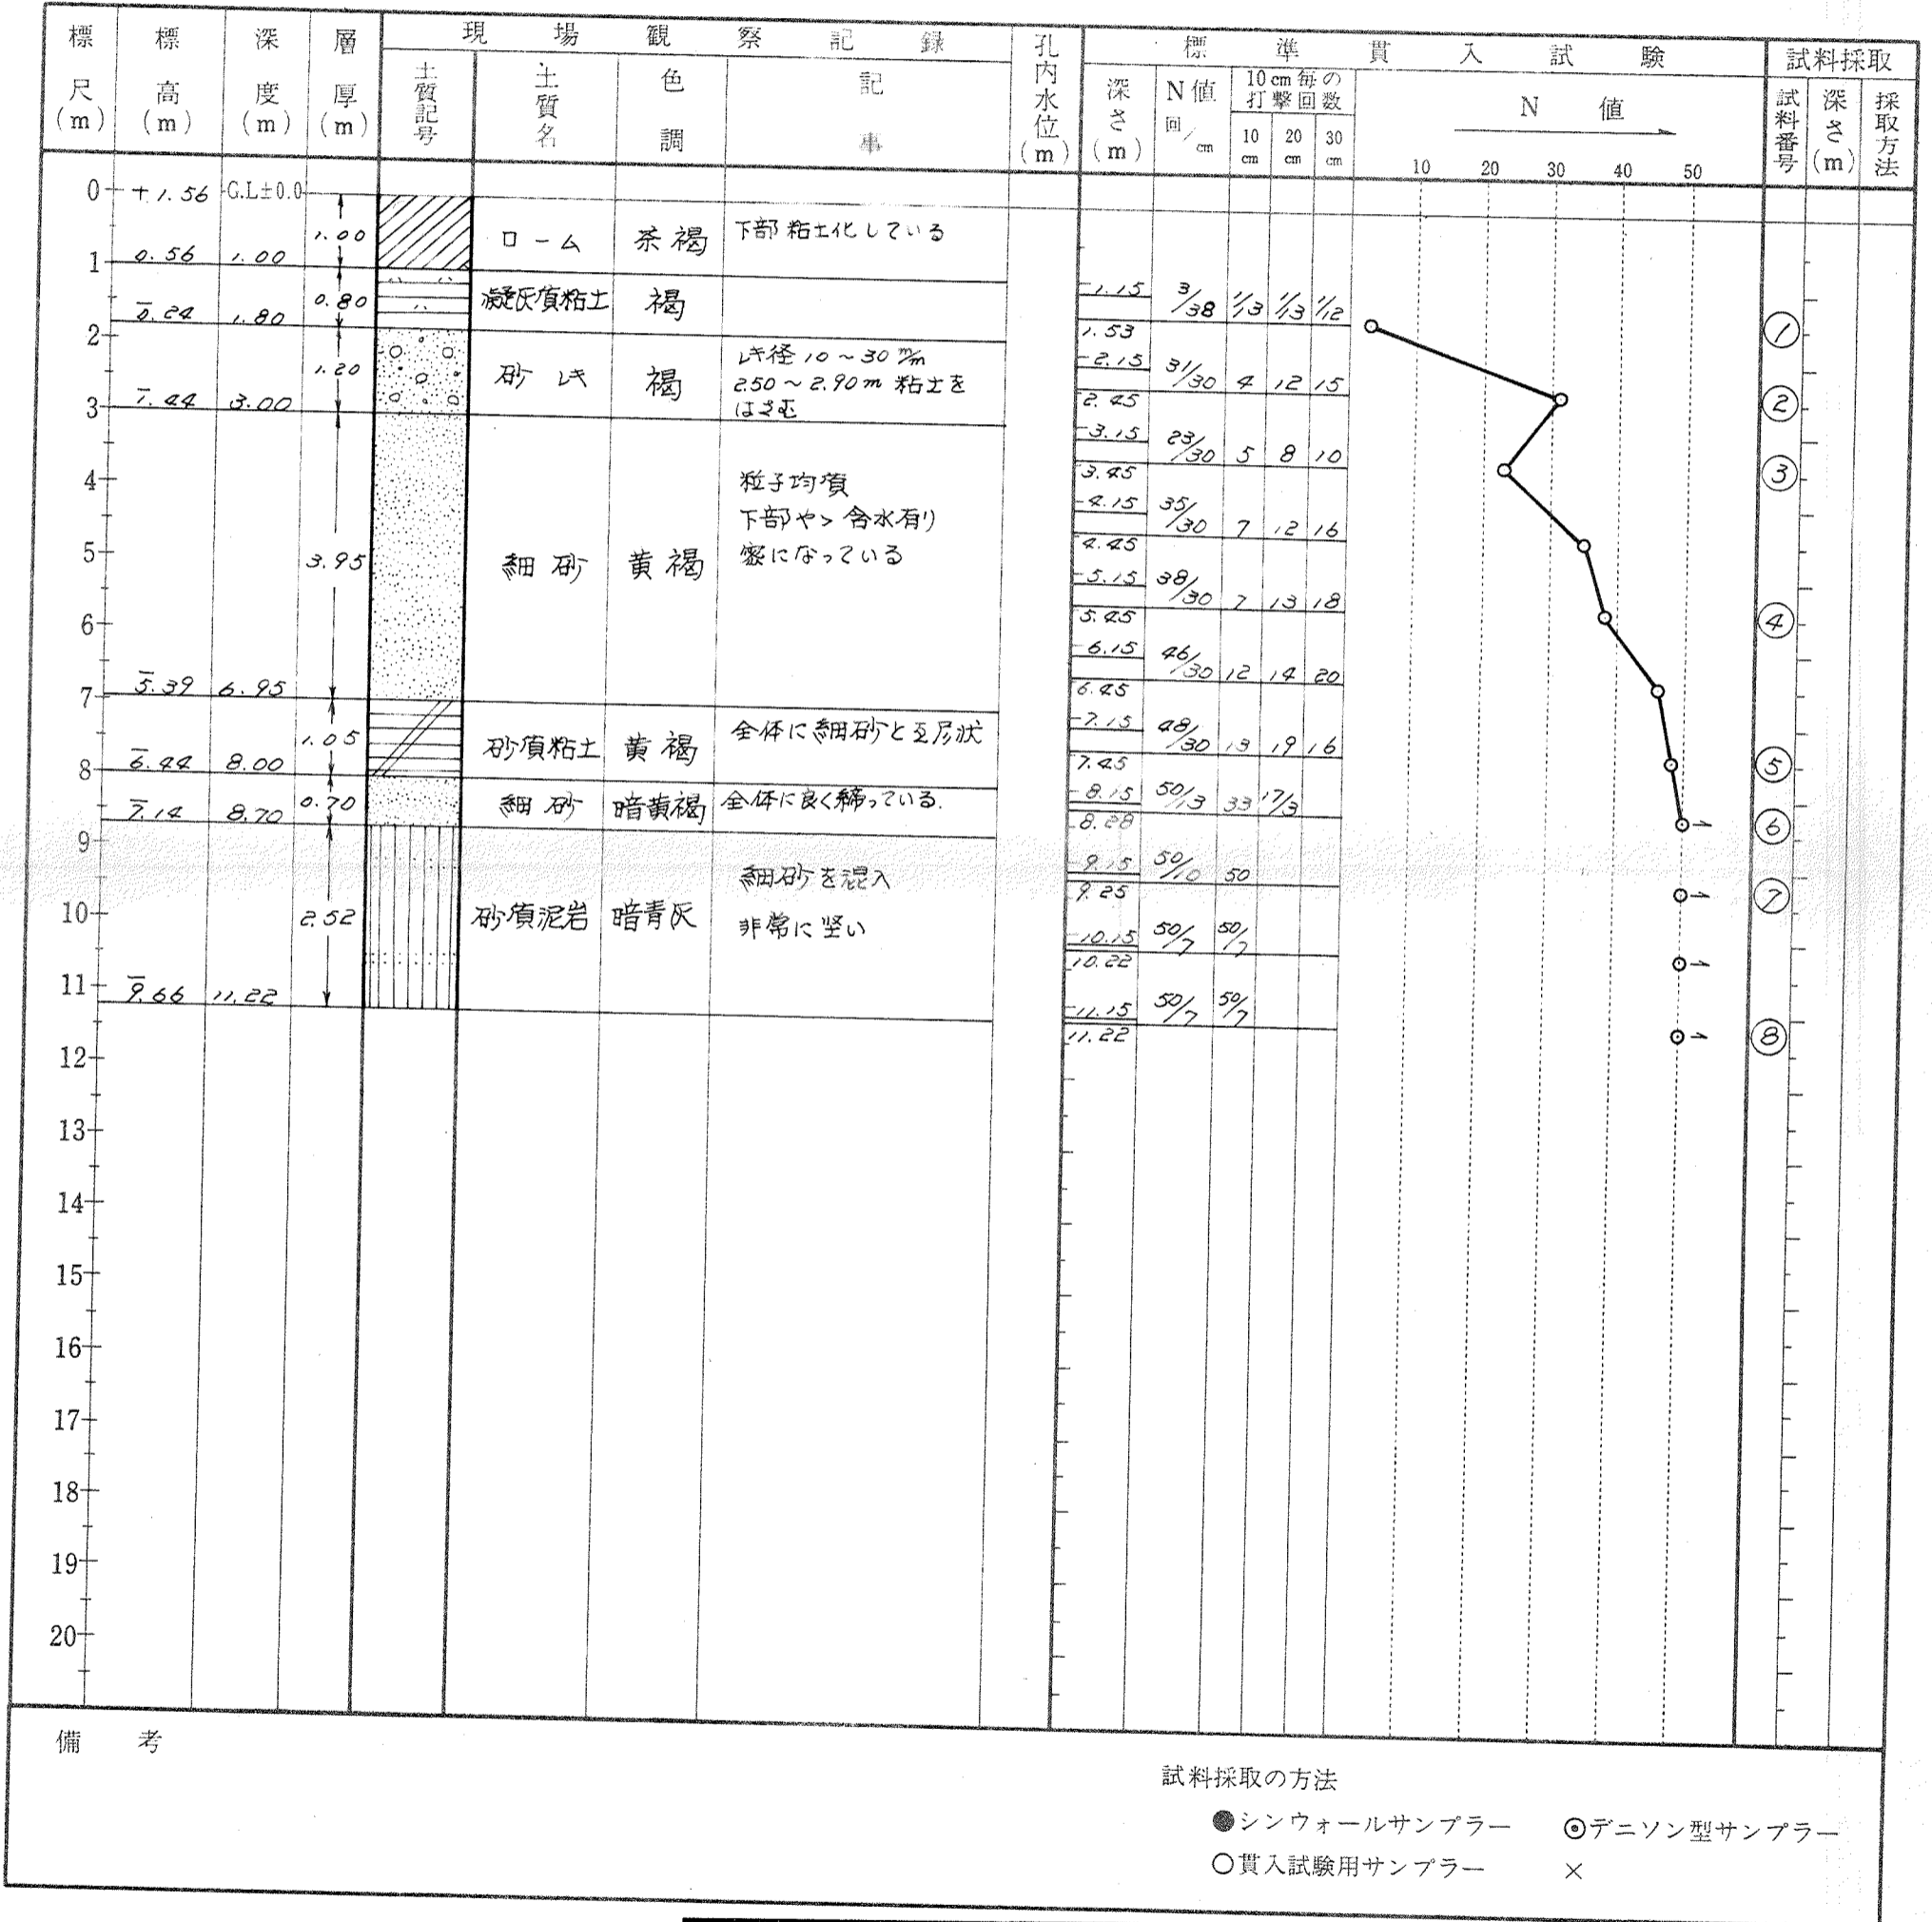 標尺(m) 標高(m) 深度(m) 層厚(m) 現場観察記録 孔内水位(m) 標準貫入試験 試料採取
土質記号 土質名 色調 記事 深さ(m) N値 回/cm 10cm毎の打撃回数 N値 試料番号 深さ(m) 採取方法
10cm 20cm 30cm
10 20 30 40 50
0 +1.56 G.L±0.0
1.00 ローム 茶褐 下部粘土化している
1 0.56 1.00
0.80 凝灰質粘土 褐
-0.24 1.80
2
1.20 砂レキ 褐 レキ径10~30m/m
2.50~2.90m 粘土を
はさむ
3 -1.44 3.00
4
粒子均質
下部やゝ含水有り
密になっている
5 3.95 細砂 黄褐
6
7 -5.39 6.95
1.05 砂質粘土 黄褐 全体に細砂と互层状
8 -6.44 8.00
0.70 細砂 暗黄褐 全体に良く締っている.
-7.14 8.70
9
細砂を混入
10 2.52 砂質泥岩 暗青灰 非常に堅い
11 -9.66 11.22
12
13
14
15
16
17
18
19
20
1.15 3/38 1/13 1/13 1/12
1.53 ①
2.15 31/30 4 12 15
2.45 ②
3.15 23/30 5 8 10
3.45 ③
4.15 35/30 7 12 16
4.45
5.15 38/30 7 13 18
5.45 ④
6.15 46/30 12 14 20
6.45
7.15 48/30 13 19 16
7.45 ⑤
8.15 50/13 33 17/3
8.28 ⑥
9.15 50/10 50
9.25 ⑦
10.15 50/7 50/7
10.22
11.15 50/7 50/7
11.22 ⑧
備考
試料採取の方法
●シンウォールサンプラー ◎デニソン型サンプラー
○貫入試験用サンプラー ×